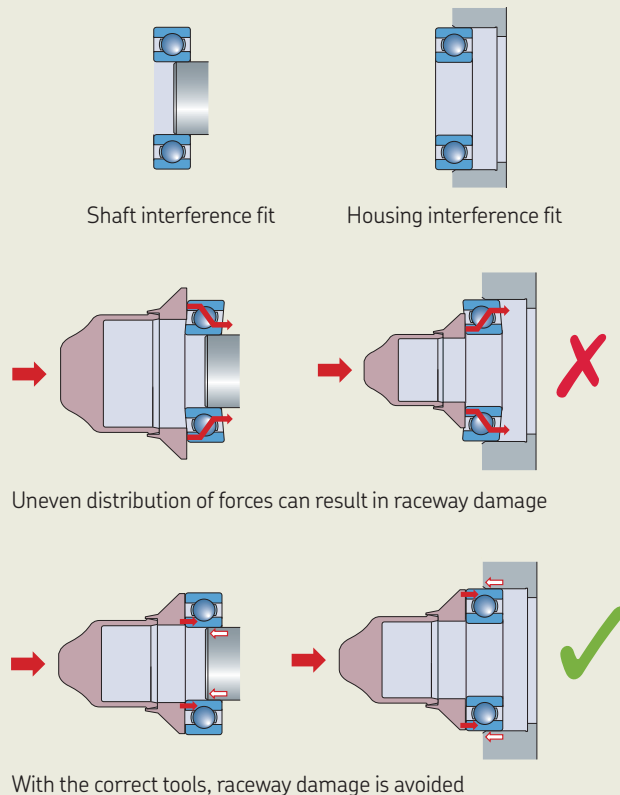 Shaft interference fit
Housing interference fit
Uneven distribution of forces can result in raceway damage
With the correct tools, raceway damage is avoided